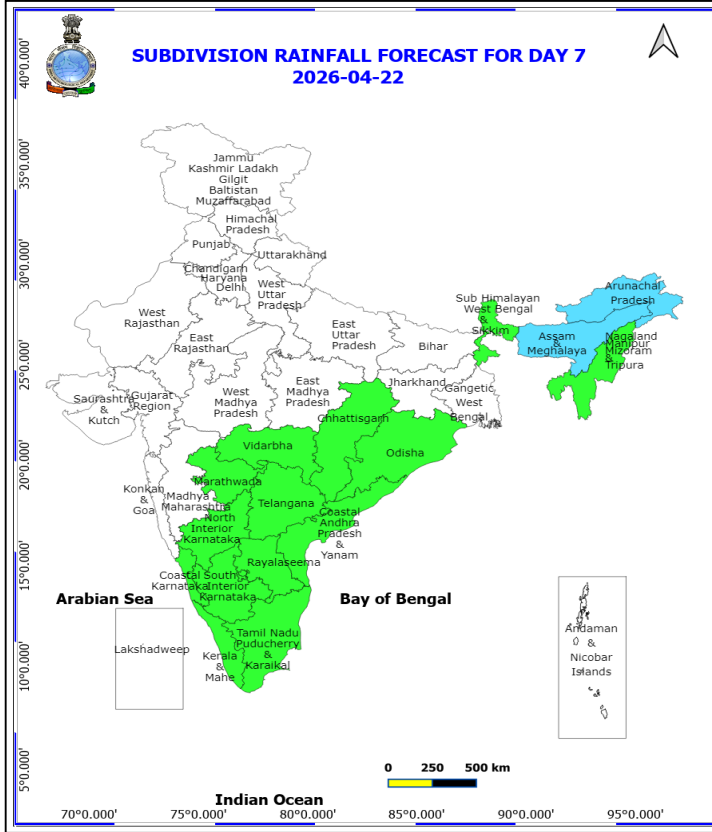 SUBDIVISION RAINFALL FORECAST FOR DAY 7
2026-04-22
40°0.000'
35°0.000'
30°0.000'
25°0.000'
20°0.000'
15°0.000'
10°0.000'
5°0.000'
Jammu
Kashmir Ladakh
Gilgit
Baltistan
Muzaffarabad
Himachal
Pradesh
Punjab
Uttarakhand
Chandigarh
Haryana
Delhi
West
Uttar
Pradesh
West
Rajasthan
East
Rajasthan
East
Uttar
Pradesh
Bihar
Sub Himalayan
West Bengal
&
Sikkim
Arunachal
Pradesh
Assam
&
Meghalaya
Nagaland
Manipur
Mizoram
&
Tripura
Saurashtra
&
Kutch
Gujarat
Region
West
Madhya
Pradesh
East
Madhya
Pradesh
Jharkhand
Gangetic
West
Bengal
Chhattisgarh
Odisha
Vidarbha
Marathwada
Konkan
&
Goa
Madhya
Maharashtra
Telangana
North
Interior
Karnataka
Coastal
Andhra
Pradesh
&
Yanam
Rayalaseema
Coastal
Karnataka
South
Interior
Karnataka
Arabian Sea
Bay of Bengal
Lakshadweep
Kerala
&
Mahe
Tamil Nadu
Puducherry
&
Karaikal
Andaman
&
Nicobar
Islands
0 250 500 km
Indian Ocean
70°0.000' 75°0.000' 80°0.000' 85°0.000' 90°0.000' 95°0.000'